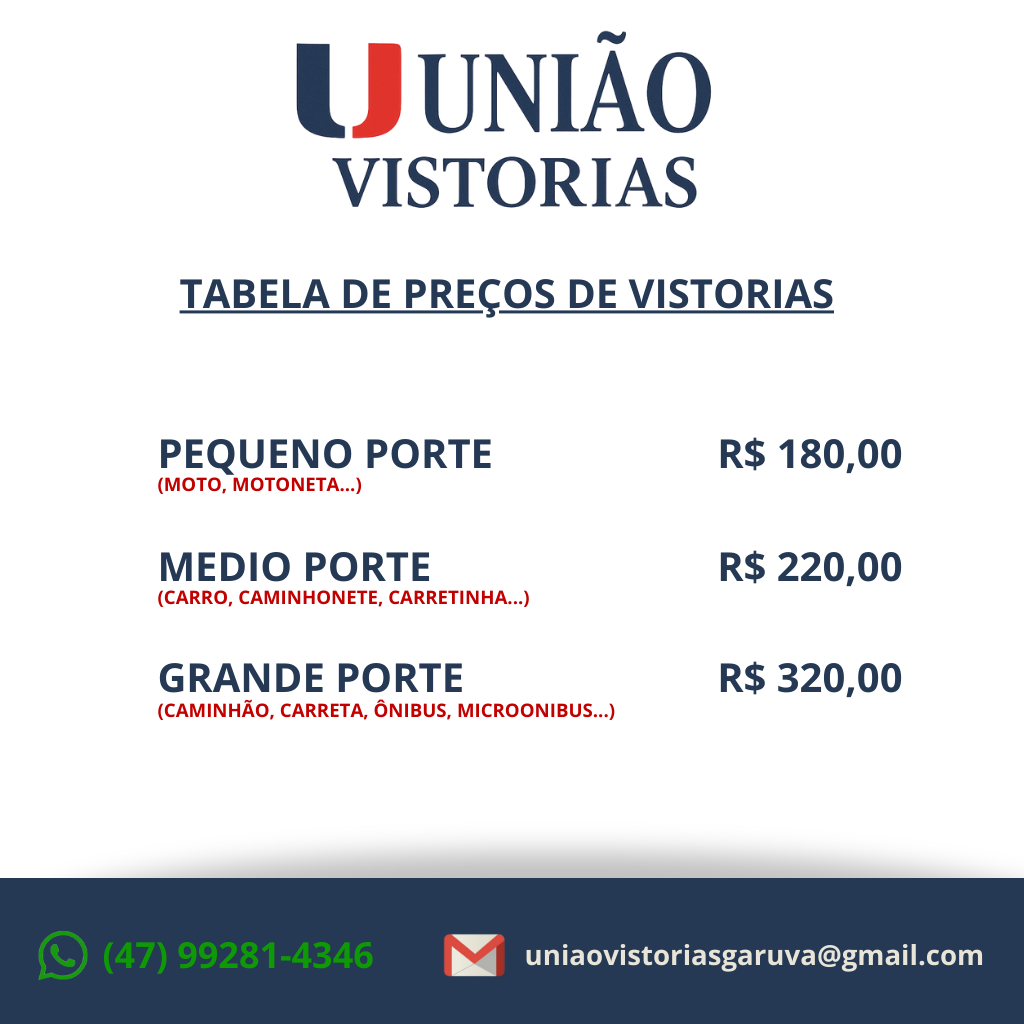 UNIÃO
VISTORIAS
TABELA DE PREÇOS DE VISTORIAS
PEQUENO PORTE R$ 180,00
(MOTO, MOTONETA...)
MEDIO PORTE R$ 220,00
(CARRO, CAMINHONETE, CARRETINHA...)
GRANDE PORTE R$ 320,00
(CAMINHÃO, CARRETA, ÔNIBUS, MICROONIBUS...)
(47) 99281-4346 uniaovistoriasgaruva@gmail.com